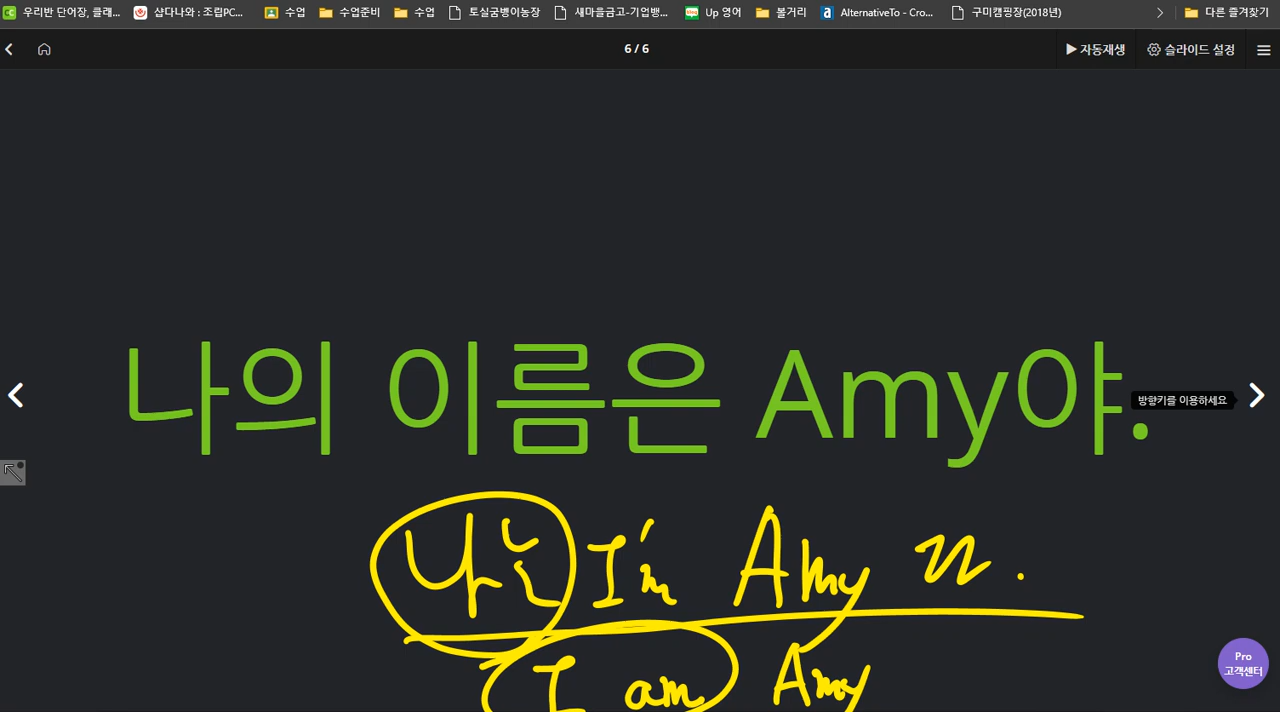 우리반 단어장, 클래... 샵다나와 : 조립PC... 수업 수업준비 수업 토실굼벵이농장 새마을금고-기업뱅... Up 영어 볼거리 AlternativeTo - Cro... 구미캠핑장(2018년) 다른 즐겨찾기
6 / 6 자동재생 슬라이드 설정
나의 이름은 Amy야.
방향키를 이용하세요
I'm Amy
I am Amy
Pro
고객센터